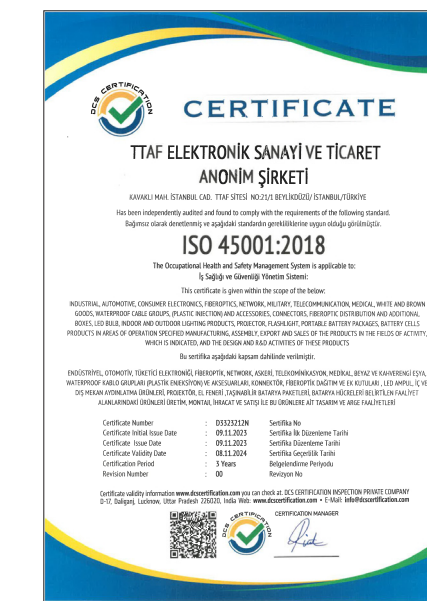 DCS CERTIFICATION
CERTIFICATE
TTAF ELEKTRONİK SANAYİ VE TİCARET
ANONİM ŞİRKETİ
KAVAKLI MAH. İSTANBUL CAD. TTAF SİTESİ NO:21/1 BEYLİKDÜZÜ/ İSTANBUL/TÜRKİYE
Has been independently audited and found to comply with the requirements of the following standard.
Bağımsız olarak denetlenmiş ve aşağıdaki standardın gerekliliklerine uygun olduğu görülmüştür.
ISO 45001:2018
The Occupational Health and Safety Management System is applicable to:
İş Sağlığı ve Güvenliği Yönetim Sistemi:
This certificate is given within the scope of the below:
INDUSTRIAL, AUTOMOTIVE, CONSUMER ELECTRONICS, FIBEROPTICS, NETWORK, MILITARY, TELECOMMUNICATION, MEDICAL, WHITE AND BROWN
GOODS, WATERPROOF CABLE GROUPS, (PLASTIC INJECTION) AND ACCESSORIES, CONNECTORS, FIBEROPTIC DISTRIBUTION AND ADDITIONAL
BOXES, LED BULB, INDOOR AND OUTDOOR LIGHTING PRODUCTS, PROJECTOR, FLASHLIGHT, PORTABLE BATTERY PACKAGES, BATTERY CELLS
PRODUCTS IN AREAS OF OPERATION SPECIFIED MANUFACTURING, ASSEMBLY, EXPORT AND SALES OF THE PRODUCTS IN THE FIELDS OF ACTIVITY,
WHICH IS INDICATED, AND THE DESIGN AND R&D ACTIVITIES OF THESE PRODUCTS
Bu sertifika aşağıdaki kapsam dahilinde verilmiştir.
ENDÜSTRİYEL, OTOMOTİV, TÜKETİCİ ELEKTRONİĞİ, FİBEROPTİK, NETWORK, ASKERİ, TELEKOMİNİKASYON, MEDİKAL, BEYAZ VE KAHVERENGİ EŞYA,
WATERPROOF KABLO GRUPLARI (PLASTİK ENJEKSİYON) VE AKSESUARLARI, KONNEKTÖR, FİBEROPTİK DAĞITIM VE EK KUTULARI , LED AMPUL, İÇ VE
DIŞ MEKAN AYDINLATMA ÜRÜNLERİ, PROJEKTÖR, EL FENERİ ,TAŞINABİLİR BATARYA PAKETLERİ, BATARYA HÜCRELERİ BELİRTİLEN FAALİYET
ALANLARINDAKİ ÜRÜNLERİ ÜRETİM, MONTAJI, İHRACAT VE SATIŞI İLE BU ÜRÜNLERE AİT TASARIM VE ARGE FAALİYETLERİ
Certificate Number : D3323212N Sertifika No
Certificate Initial Issue Date : 09.11.2023 Sertifika İlk Düzenleme Tarihi
Certificate Issue Date : 09.11.2023 Sertifika Düzenleme Tarihi
Certificate Validity Date : 08.11.2024 Sertifika Geçerlilik Tarihi
Certification Period : 3 Years Belgelendirme Periyodu
Revision Number : 00 Revizyon No
Certificate validity information www.dcscertification.com you can check at. DCS CERTIFICATION INSPECTION PRIVATE COMPANY
D-17, Daliganj, Lucknow, Uttar Pradesh 226020, India Web: www.dcscertification.com • E-Mail: info@dcscertification.com
DCS CERTIFICATION
CERTIFICATION MANAGER